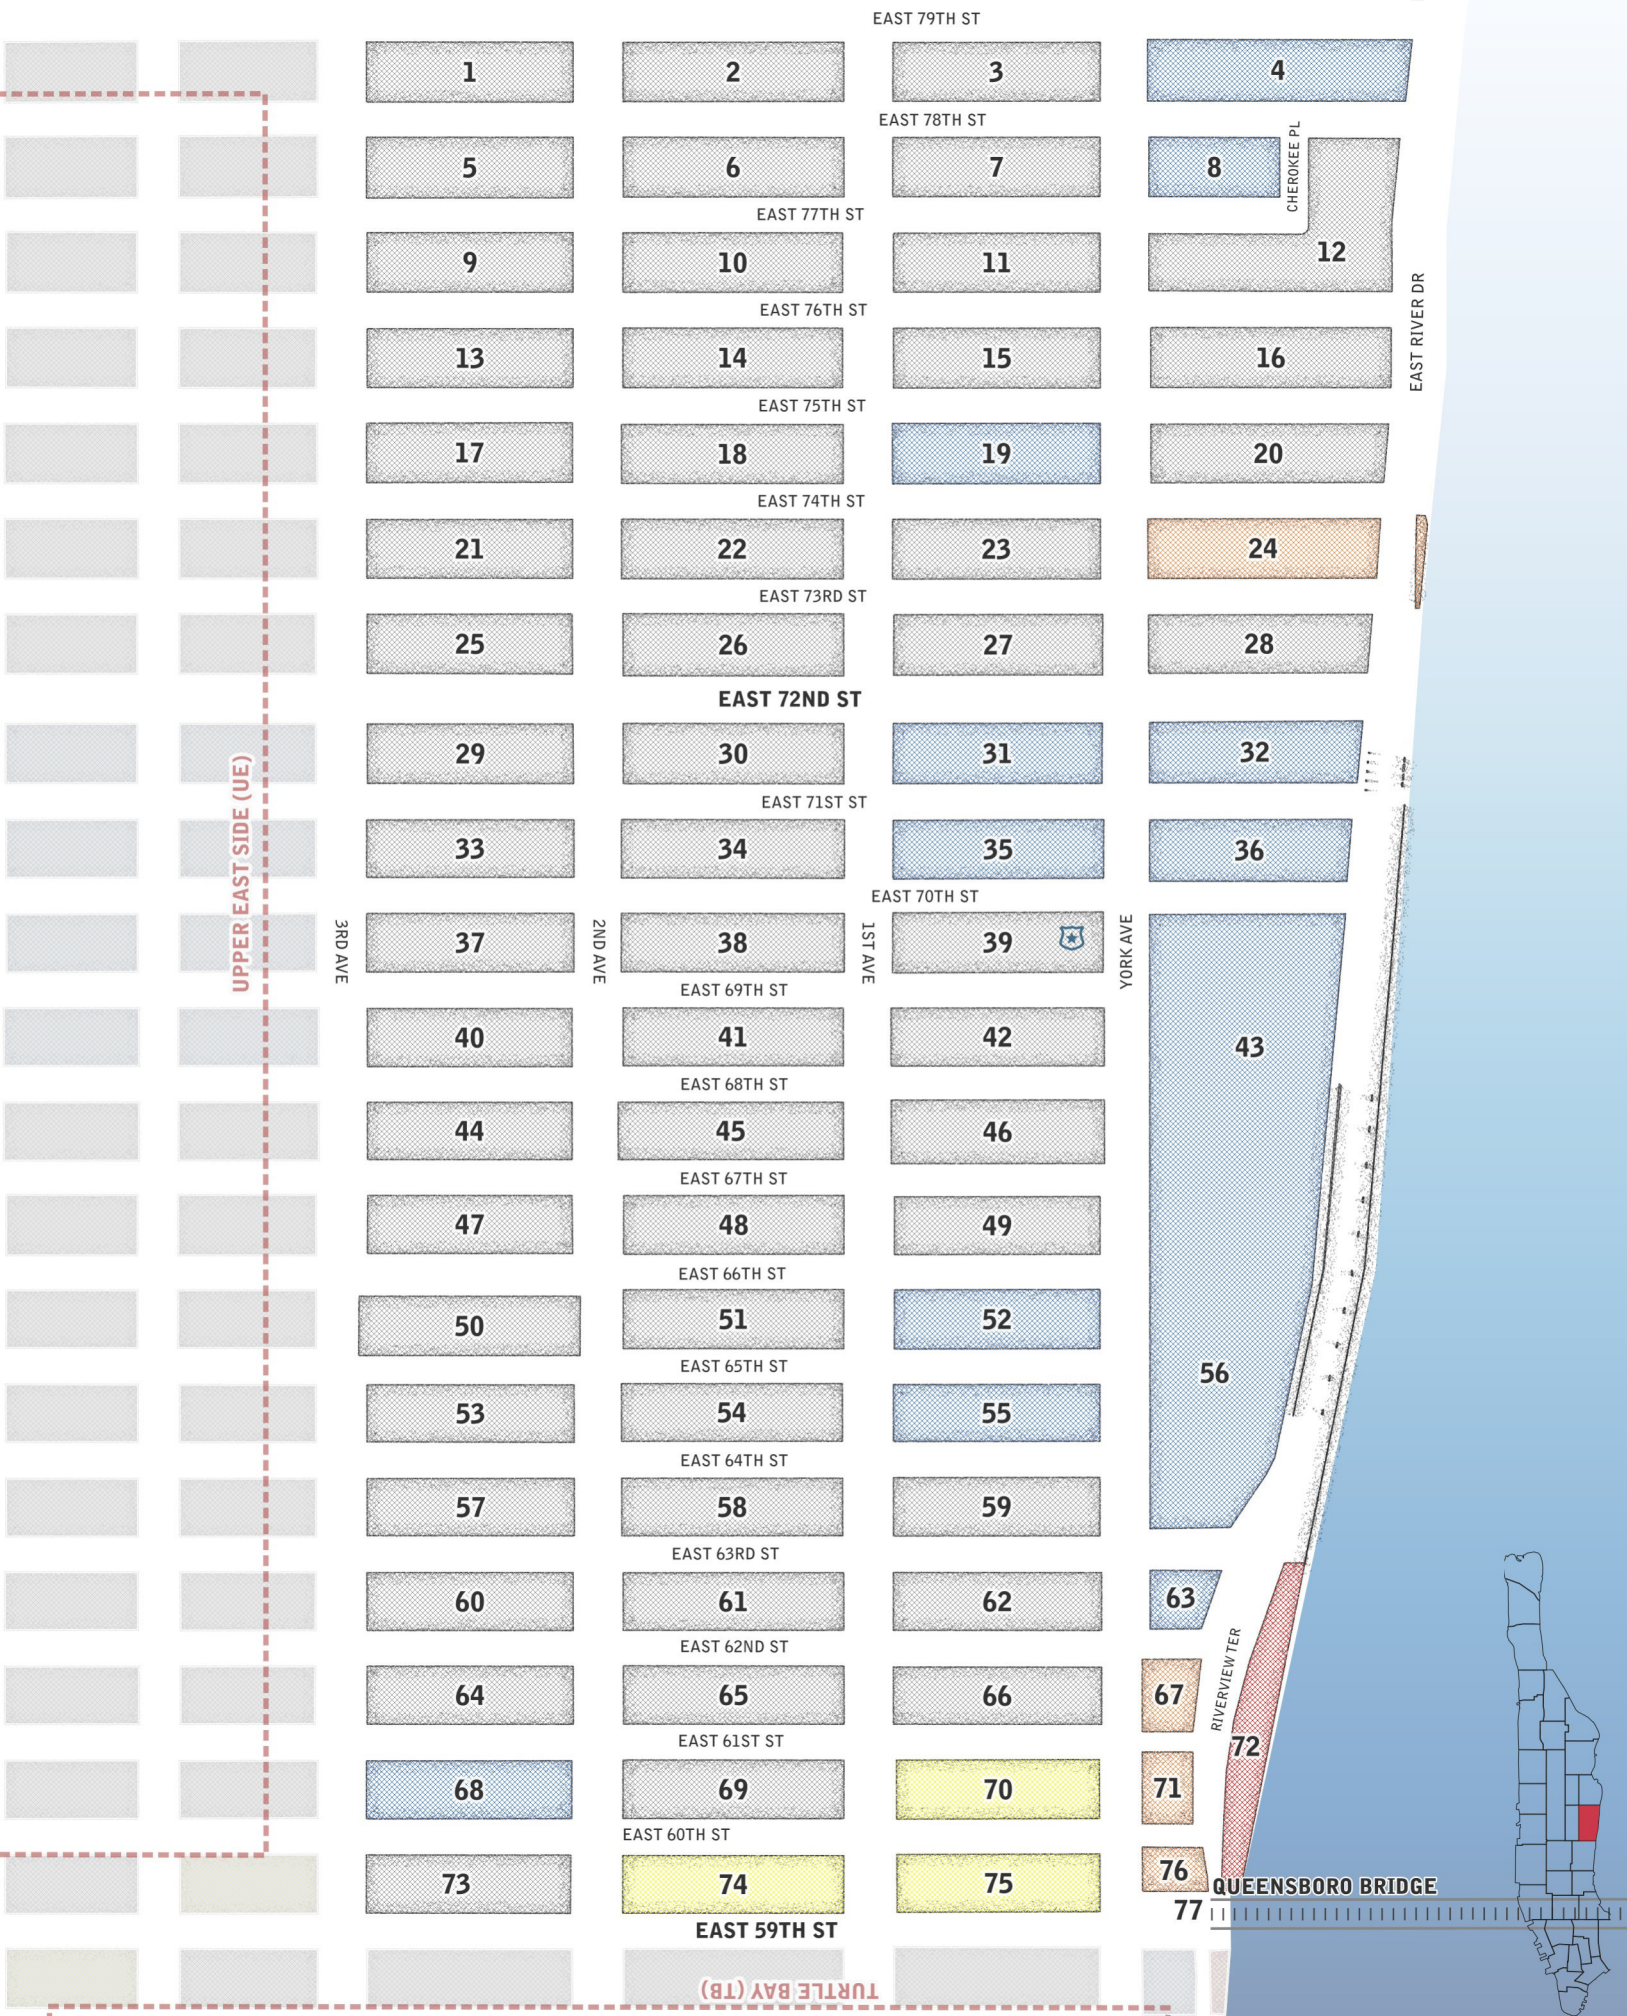 EAST 79TH ST
1 2 3 4
EAST 78TH ST
5 6 7 8
CHEROKEE PL
EAST 77TH ST
9 10 11 12
EAST 76TH ST
EAST RIVER DR
13 14 15 16
EAST 75TH ST
17 18 19 20
EAST 74TH ST
21 22 23 24
EAST 73RD ST
25 26 27 28
EAST 72ND ST
29 30 31 32
EAST 71ST ST
UPPER EAST SIDE (UE)
33 34 35 36
EAST 70TH ST
3RD AVE
37
2ND AVE
38
1ST AVE
39
YORK AVE
EAST 69TH ST
40 41 42 43
EAST 68TH ST
44 45 46
EAST 67TH ST
47 48 49
EAST 66TH ST
50 51 52
EAST 65TH ST
56
53 54 55
EAST 64TH ST
57 58 59
EAST 63RD ST
60 61 62 63
EAST 62ND ST
RIVERVIEW TER
64 65 66 67
EAST 61ST ST
72
68 69 70 71
EAST 60TH ST
73 74 75 76
QUEENSBORO BRIDGE
77
EAST 59TH ST
TURTLE BAY (TB)